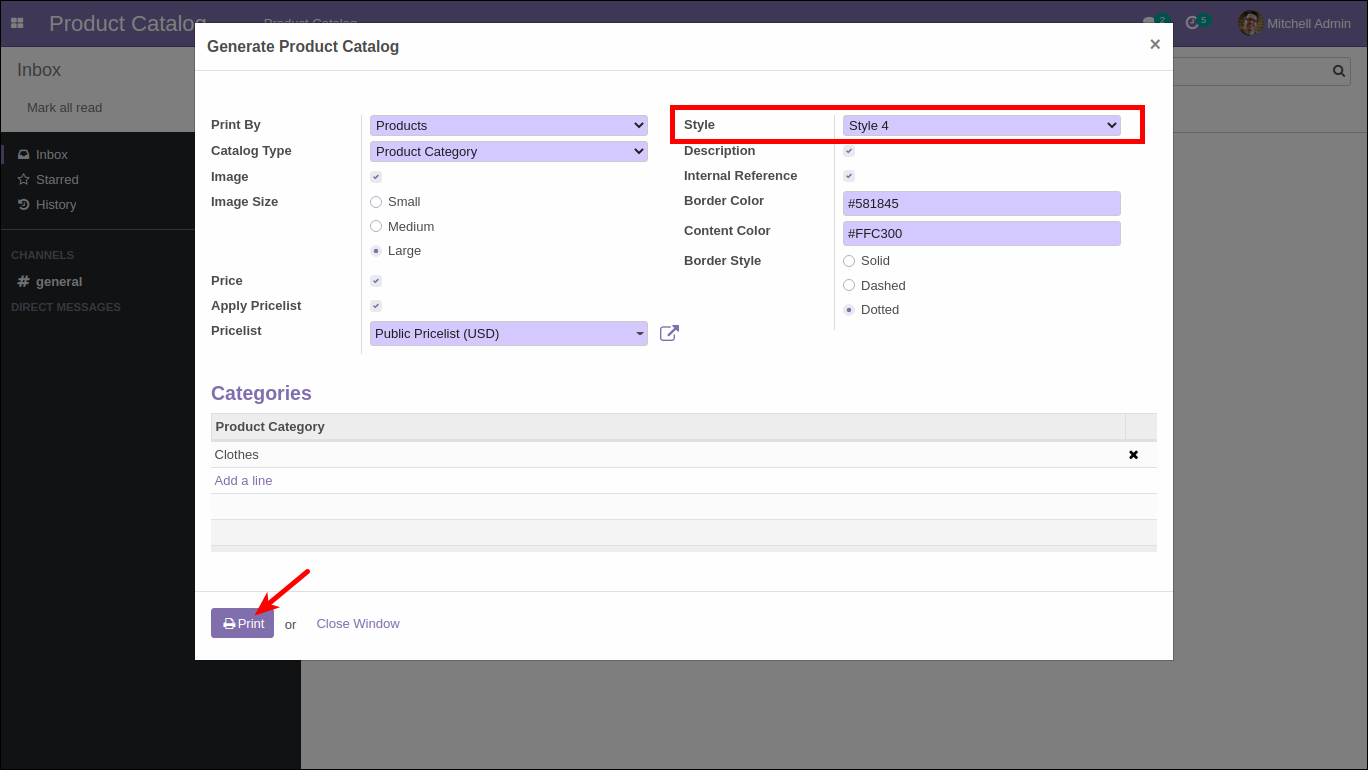 Product Catalog
Product Catalog
2
5
Mitchell Admin
Inbox
Mark all read
Inbox
Starred
History
CHANNELS
# general
DIRECT MESSAGES
Generate Product Catalog
×
Print By
Products
Catalog Type
Product Category
Image
Image Size
Small
Medium
Large
Price
Apply Pricelist
Pricelist
Public Pricelist (USD)
Style
Style 4
Description
Internal Reference
Border Color
#581845
Content Color
#FFC300
Border Style
Solid
Dashed
Dotted
Categories
Product Category
Clothes
Add a line
Print or Close Window